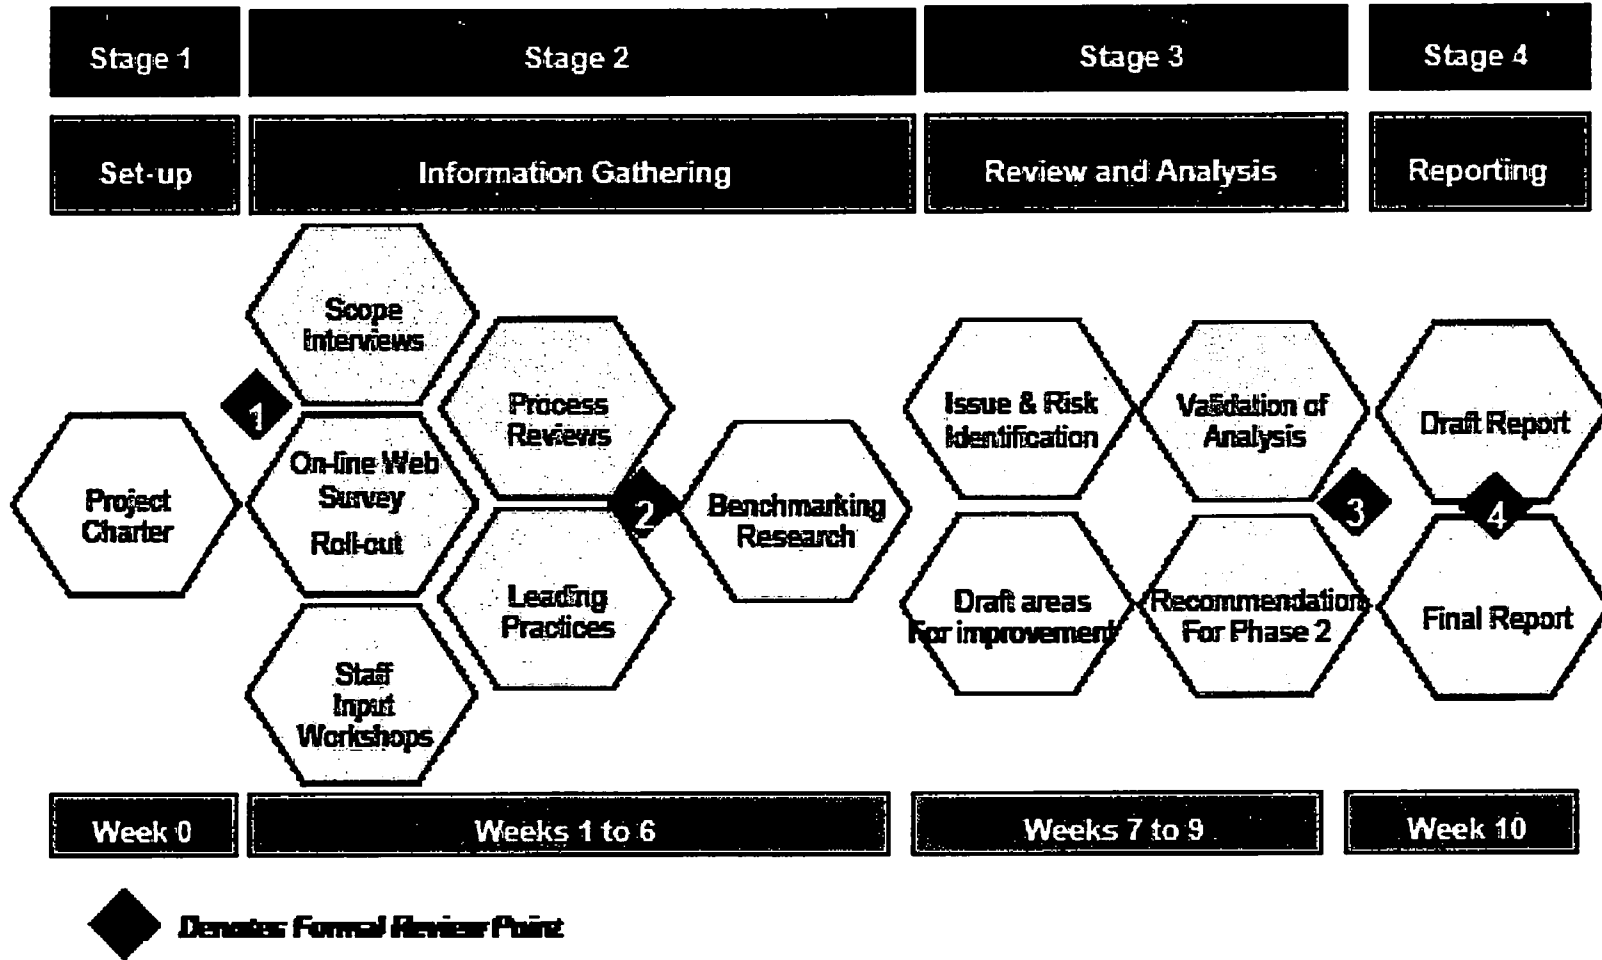 Stage 1
Stage 2
Stage 3
Stage 4
Set-up
Information Gathering
Review and Analysis
Reporting
Project
Charter
1
Scope
Interviews
On-line Web
Survey
Roll-out
Staff
Input
Workshops
Process
Reviews
Leading
Practices
2
Benchmarking
Research
Issue & Risk
Identification
Draft areas
For improvement
Validation of
Analysis
Recommendation
For Phase 2
3
Draft Report
4
Final Report
Week 0
Weeks 1 to 6
Weeks 7 to 9
Week 10
Denotes Formal Review Point